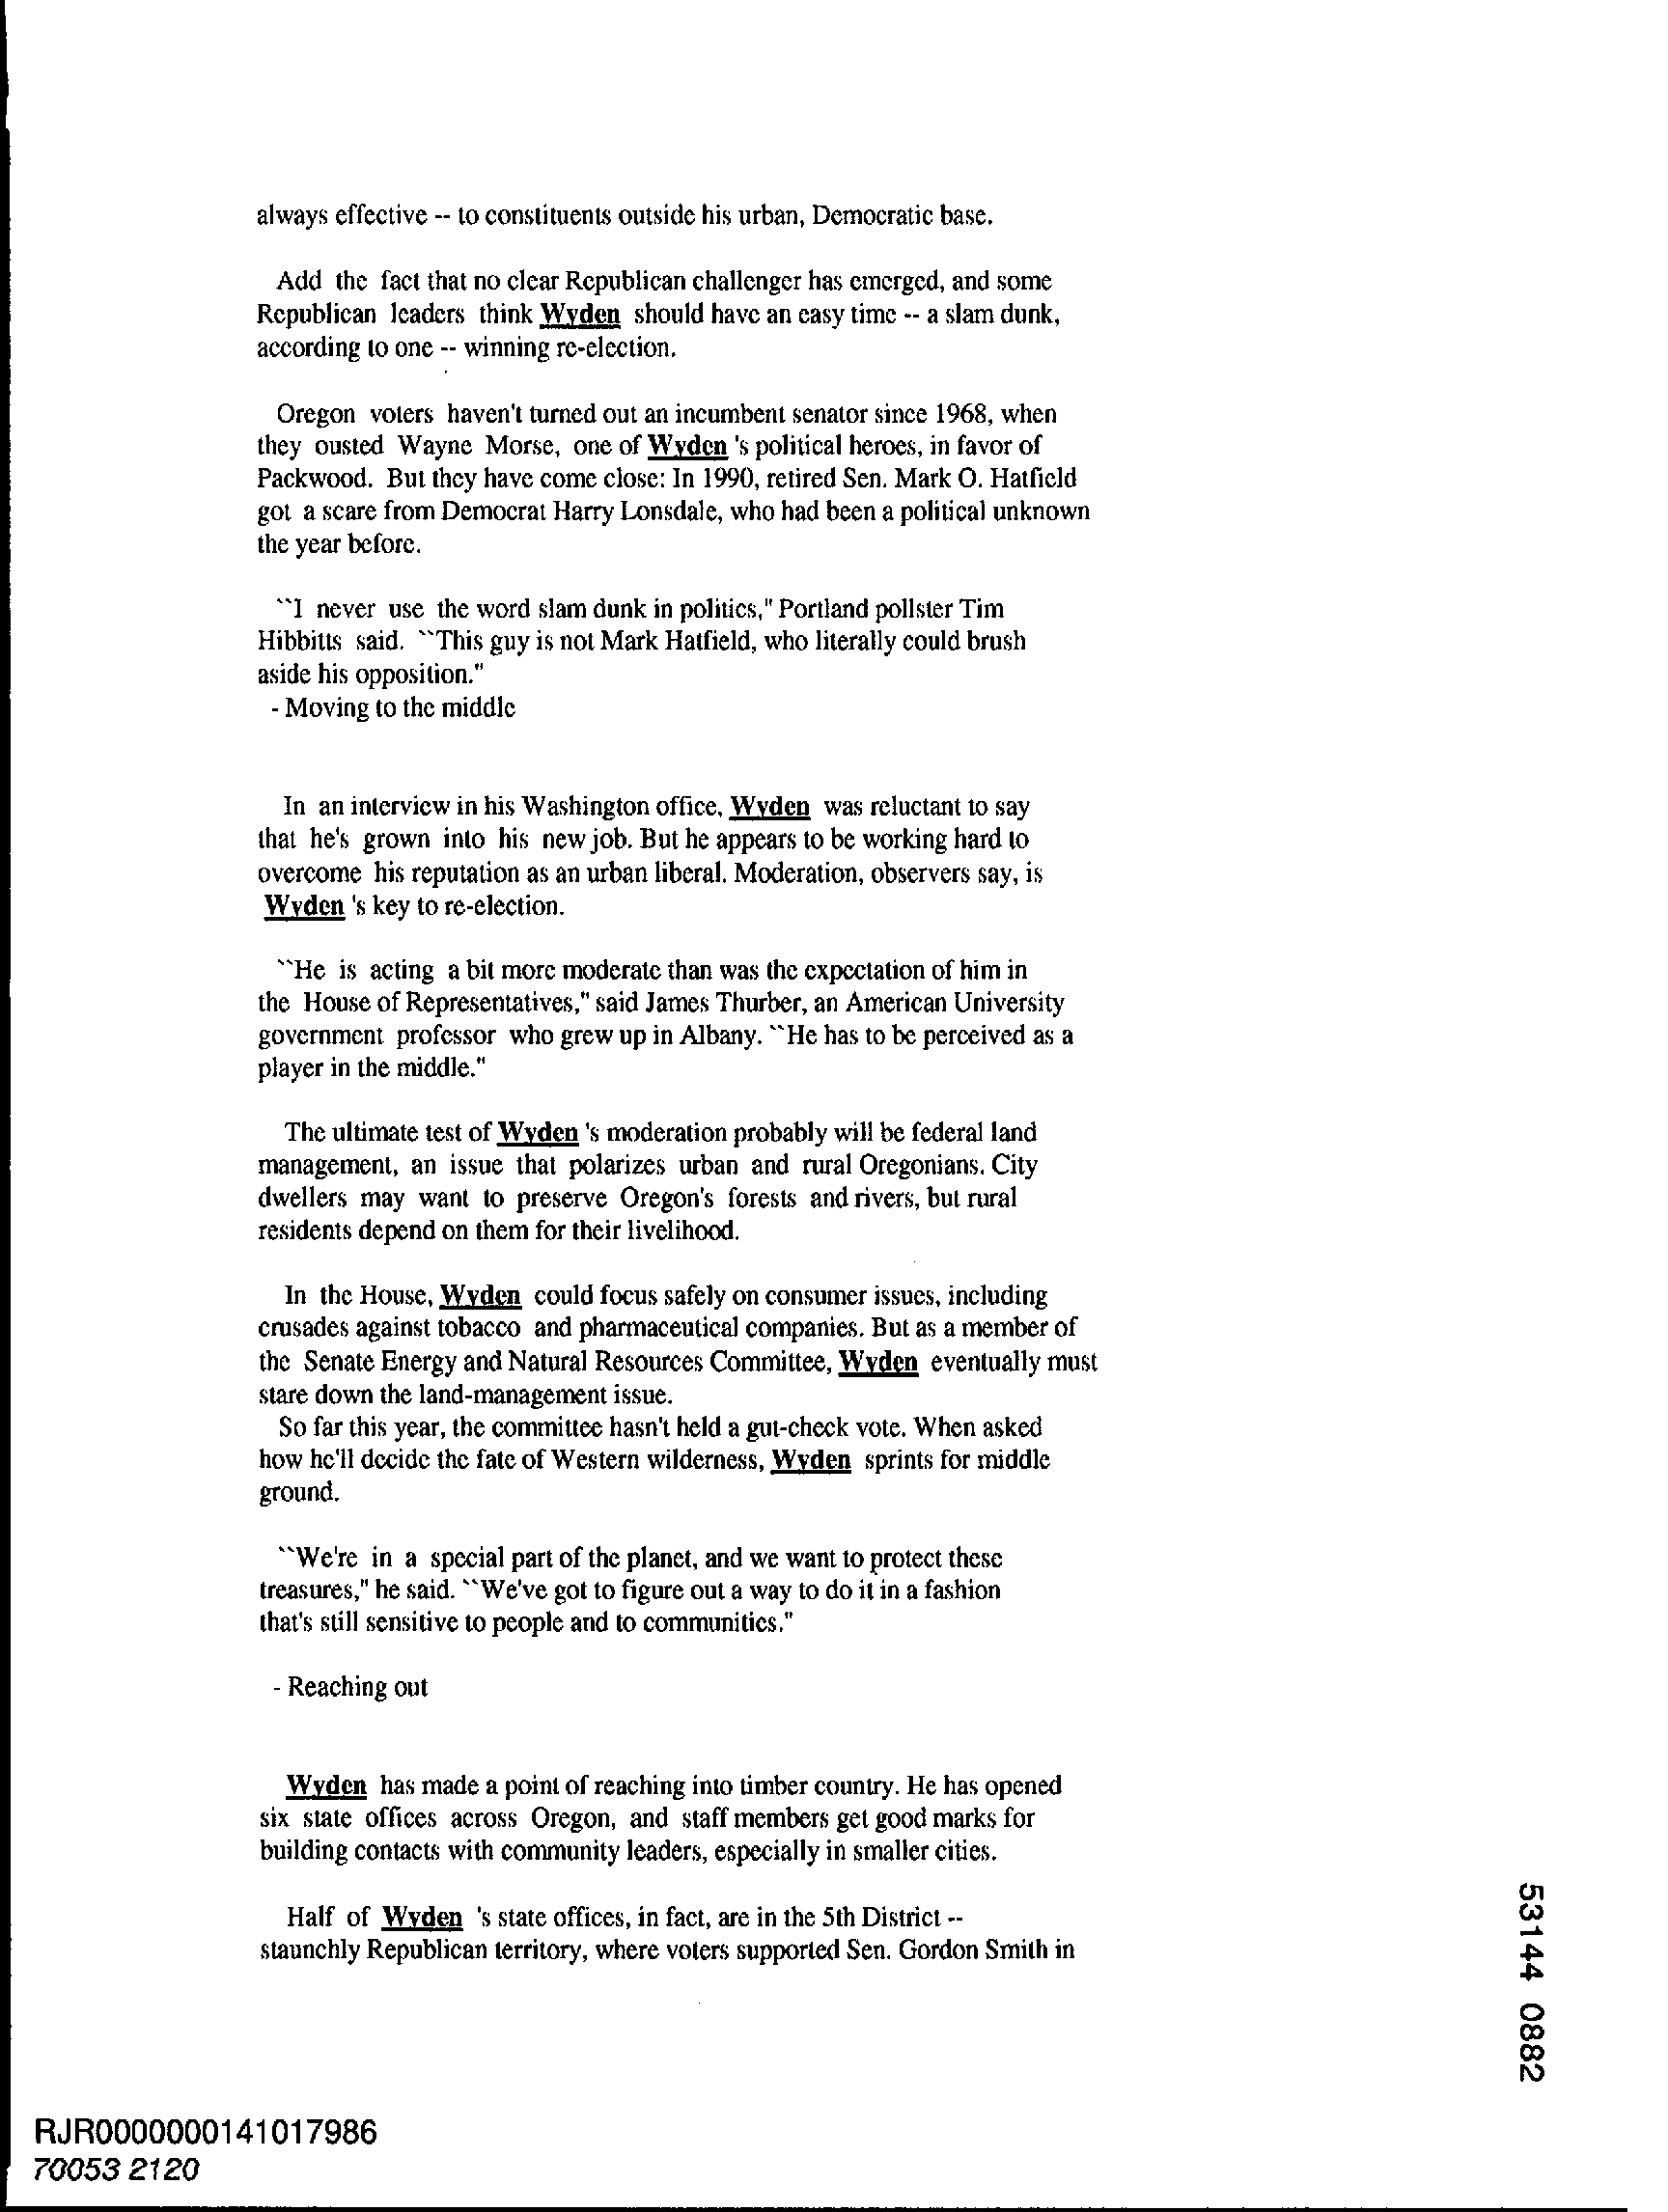 always effective -- to constituents outside his urban, Democratic base.
Add the fact that no clear Republican challenger has emerged, and some
Republican leaders think Wyden should have an easy time -- a slam dunk,
according to one -- winning re-election.
Oregon voters haven't turned out an incumbent senator since 1968, when
they ousted Wayne Morse, one of Wyden 's political heroes, in favor of
Packwood. But they have come close: In 1990, retired Sen. Mark O. Hatfield
got a scare from Democrat Harry Lonsdale, who had been a political unknown
the year before.
``I never use the word slam dunk in politics," Portland pollster Tim
Hibbitts said. ``This guy is not Mark Hatfield, who literally could brush
aside his opposition."
- Moving to the middle
In an interview in his Washington office, Wyden was reluctant to say
that he's grown into his new job. But he appears to be working hard to
overcome his reputation as an urban liberal. Moderation, observers say, is
Wyden 's key to re-election.
``He is acting a bit more moderate than was the expectation of him in
the House of Representatives," said James Thurber, an American University
government professor who grew up in Albany. ``He has to be perceived as a
player in the middle."
The ultimate test of Wyden 's moderation probably will be federal land
management, an issue that polarizes urban and rural Oregonians. City
dwellers may want to preserve Oregon's forests and rivers, but rural
residents depend on them for their livelihood.
In the House, Wyden could focus safely on consumer issues, including
crusades against tobacco and pharmaceutical companies. But as a member of
the Senate Energy and Natural Resources Committee, Wyden eventually must
stare down the land-management issue.
So far this year, the committee hasn't held a gut-check vote. When asked
how he'll decide the fate of Western wilderness, Wyden sprints for middle
ground.
``We're in a special part of the planet, and we want to protect these
treasures," he said. ``We've got to figure out a way to do it in a fashion
that's still sensitive to people and to communities."
- Reaching out
Wyden has made a point of reaching into timber country. He has opened
six state offices across Oregon, and staff members get good marks for
building contacts with community leaders, especially in smaller cities.
Half of Wyden 's state offices, in fact, are in the 5th District --
staunchly Republican territory, where voters supported Sen. Gordon Smith in
53144 0882
RJR0000000141017986
70053 2120